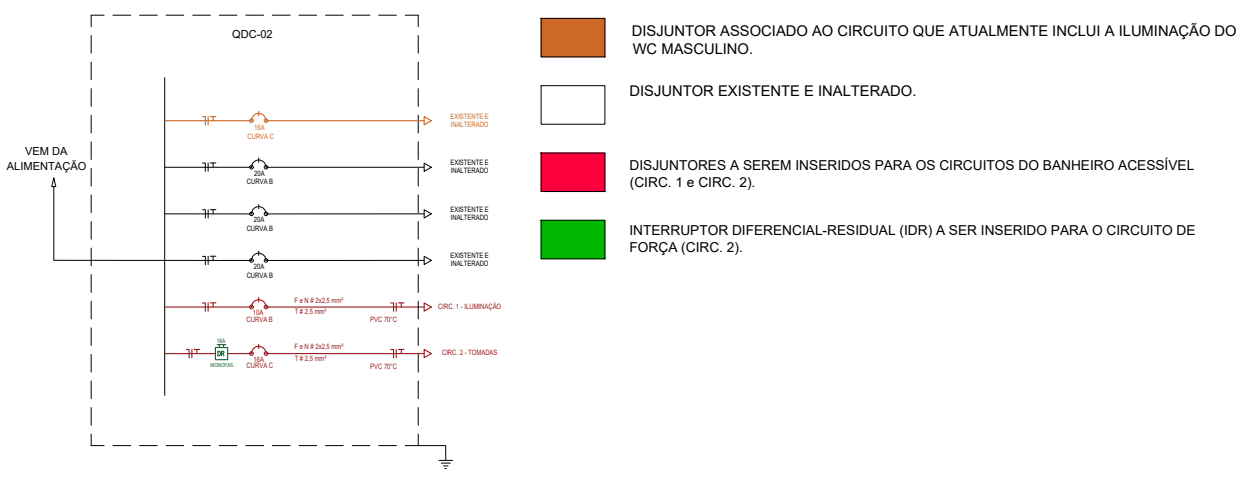 QDC-02
VEM DA
ALIMENTAÇÃO
16A
CURVA C
EXISTENTE E
INALTERADO
20A
CURVA B
EXISTENTE E
INALTERADO
20A
CURVA B
EXISTENTE E
INALTERADO
20A
CURVA B
EXISTENTE E
INALTERADO
10A
CURVA B
F e N # 2x2,5 mm²
T # 2,5 mm²
PVC 70°C
CIRC. 1 - ILUMINAÇÃO
DR
MONOFAS.
16A
CURVA C
F e N # 2x2,5 mm²
T # 2,5 mm²
PVC 70°C
CIRC. 2 - TOMADAS
DISJUNTOR ASSOCIADO AO CIRCUITO QUE ATUALMENTE INCLUI A ILUMINAÇÃO DO
WC MASCULINO.
DISJUNTOR EXISTENTE E INALTERADO.
DISJUNTORES A SEREM INSERIDOS PARA OS CIRCUITOS DO BANHEIRO ACESSÍVEL
(CIRC. 1 e CIRC. 2).
INTERRUPTOR DIFERENCIAL-RESIDUAL (IDR) A SER INSERIDO PARA O CIRCUITO DE
FORÇA (CIRC. 2).